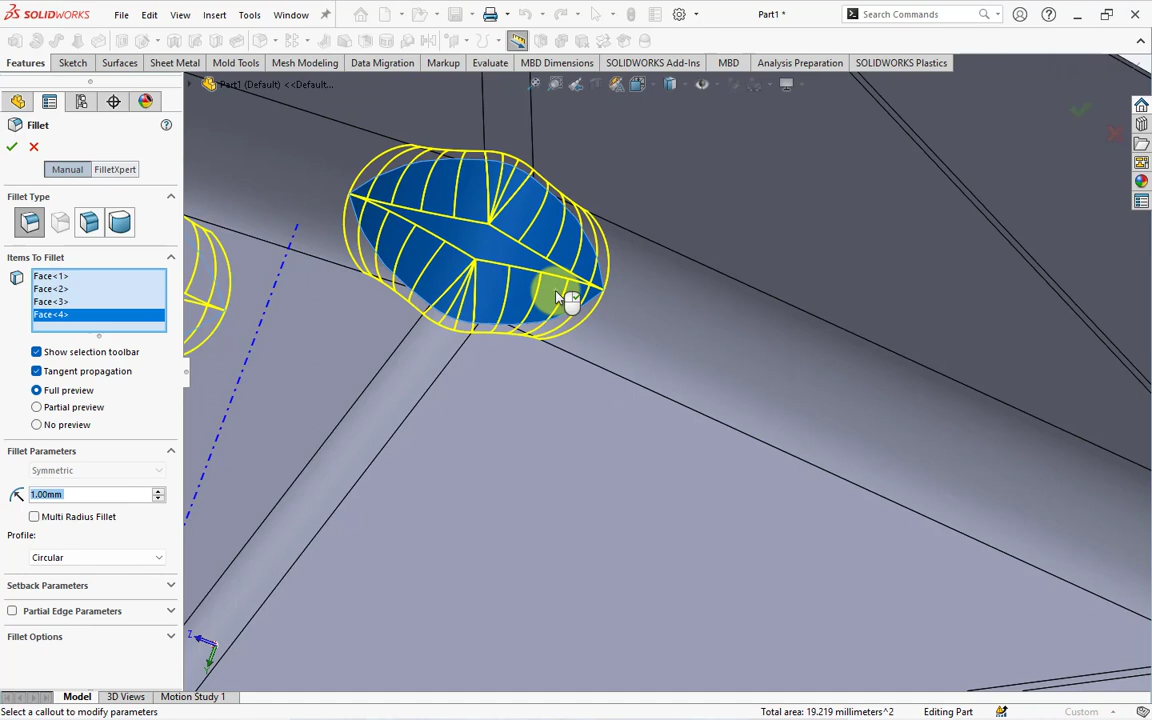 SOLIDWORKS
File
Edit
View
Insert
Tools
Window
Part1 *
Search Commands
Features
Sketch
Surfaces
Sheet Metal
Mold Tools
Mesh Modeling
Data Migration
Markup
Evaluate
MBD Dimensions
SOLIDWORKS Add-Ins
MBD
Analysis Preparation
SOLIDWORKS Plastics
Part1 (Default) <<Default...
Fillet
Manual
FilletXpert
Fillet Type
Items To Fillet
Face<1>
Face<2>
Face<3>
Face<4>
Show selection toolbar
Tangent propagation
Full preview
Partial preview
No preview
Fillet Parameters
Symmetric
1.00mm
Multi Radius Fillet
Profile:
Circular
Setback Parameters
Partial Edge Parameters
Fillet Options
Z
Model
3D Views
Motion Study 1
Select a callout to modify parameters
Total area: 19.219 millimeters^2
Editing Part
Custom